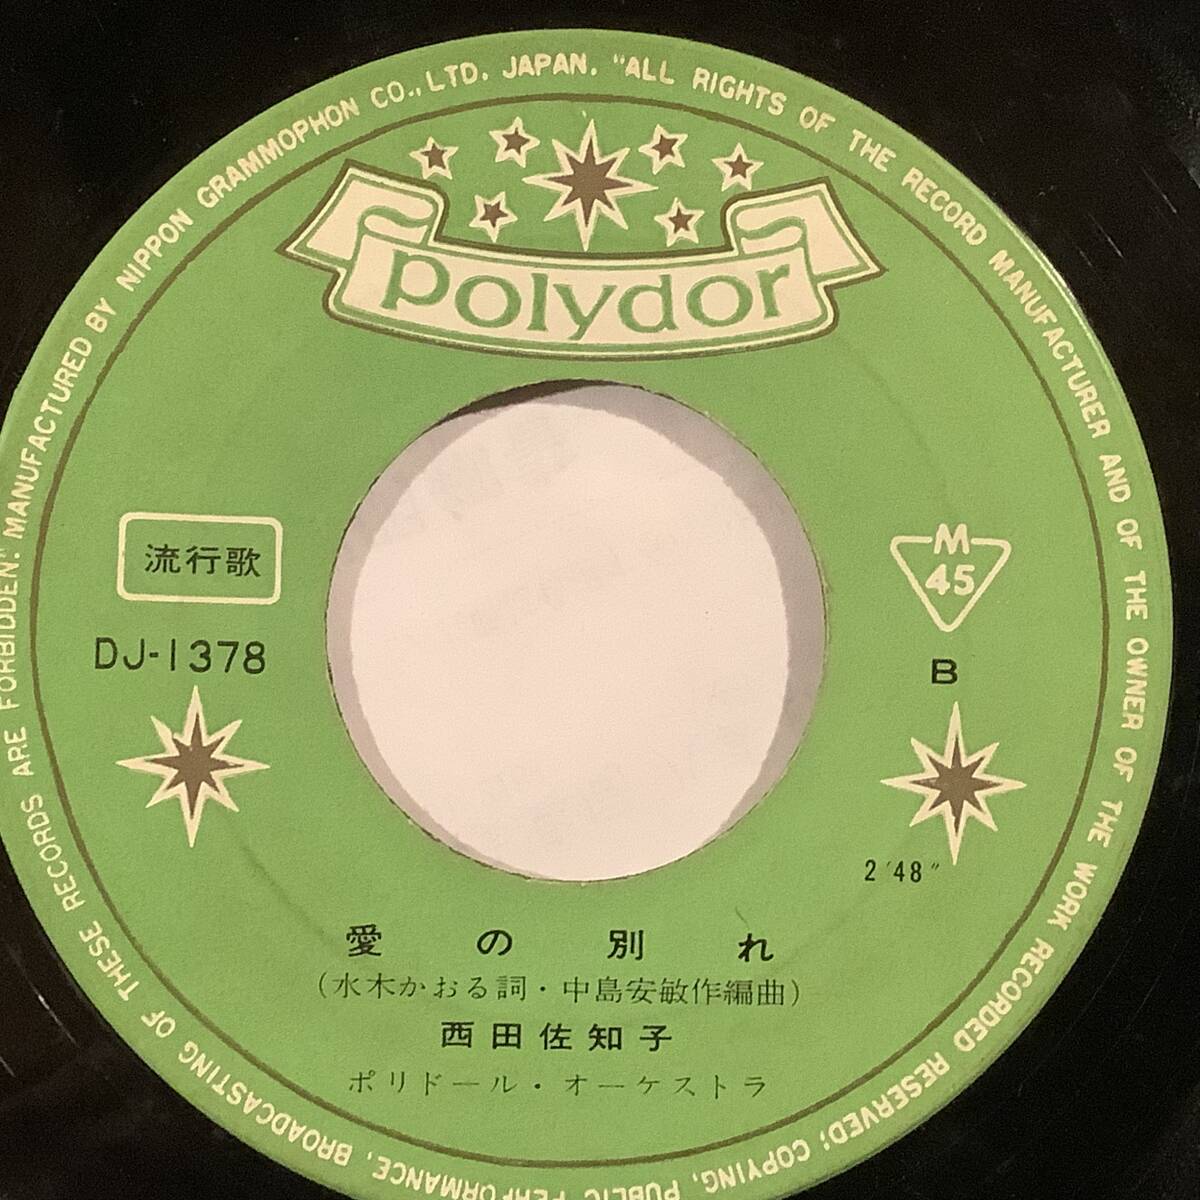 MANUFACTURED BY NIPPON GRAMMOPHON CO., LTD. JAPAN. "ALL RIGHTS OF THE RECORD MANUFACTURER AND OF THE OWNER OF THE WORK RECORDED RESERVED; COPYING, PUBLIC PERFORMANCE, BROADCASTING OF THESE RECORDS ARE FORBIDDEN."
polydor
流行歌
DJ-1378
M
45
B
2′48″
愛の別れ
(水木かおる詞・中島安敏作編曲)
西田佐知子
ポリドール・オーケストラ